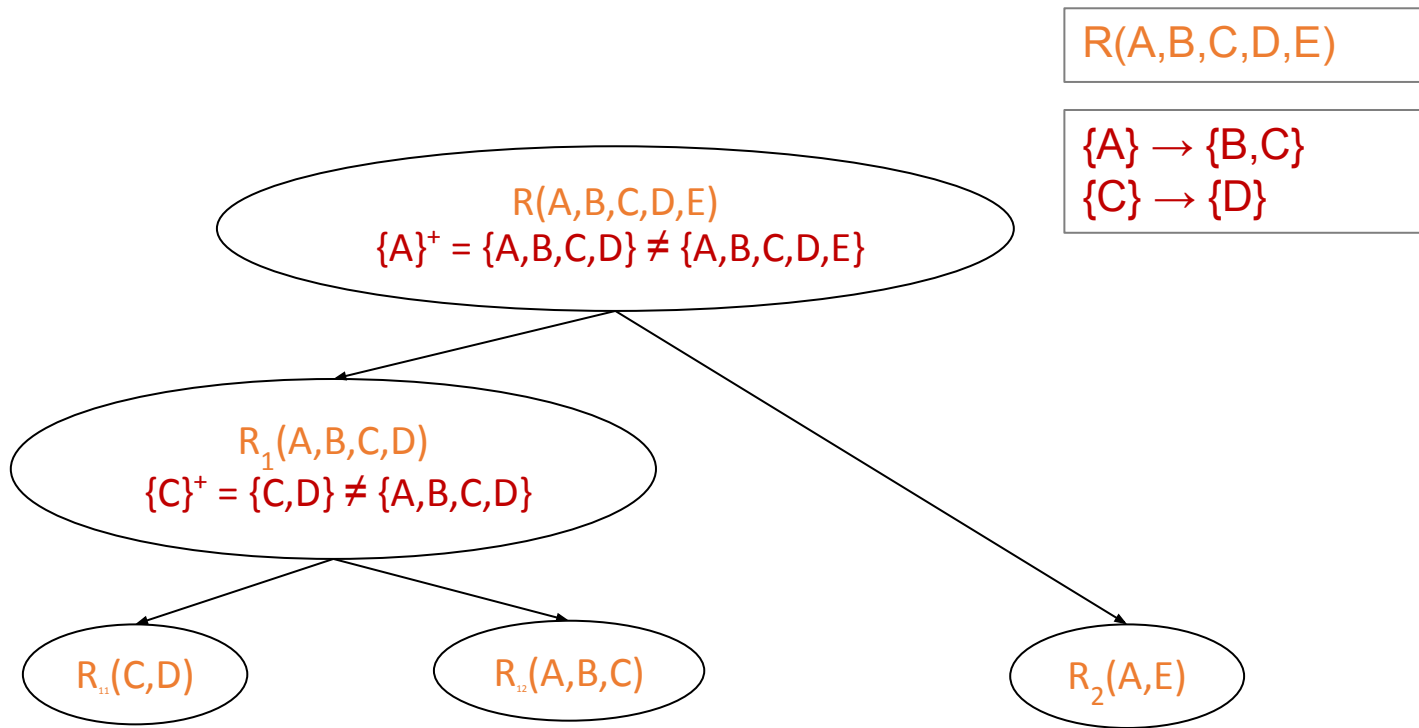 R(A,B,C,D,E)
{A} → {B,C}
{C} → {D}
R(A,B,C,D,E)
{A}⁺ = {A,B,C,D} ≠ {A,B,C,D,E}
R₁(A,B,C,D)
{C}⁺ = {C,D} ≠ {A,B,C,D}
R₁₁(C,D)
R₁₂(A,B,C)
R₂(A,E)